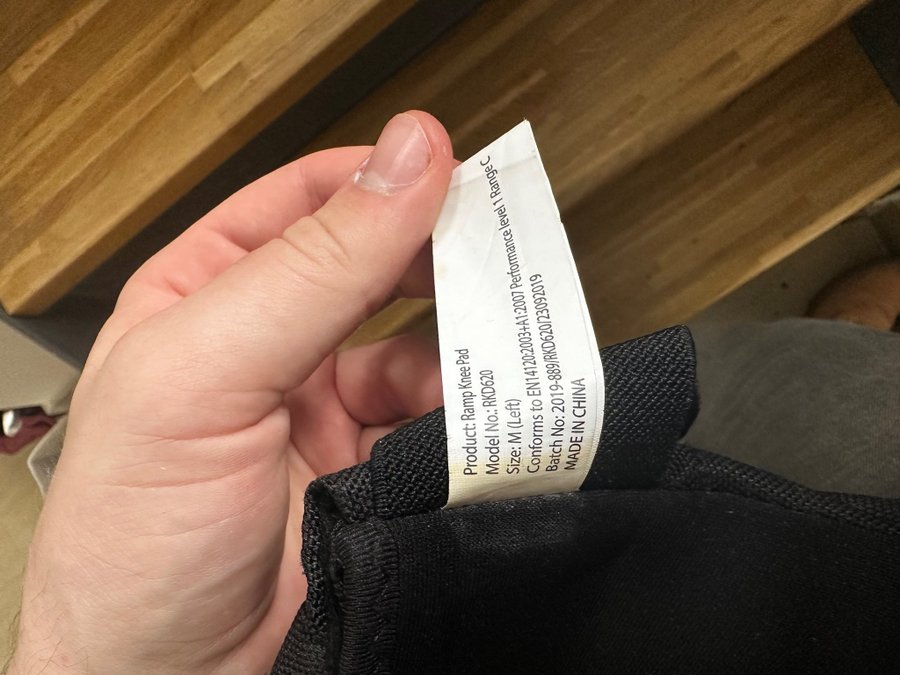 Product: Ramp Knee Pad
Model No.: RKD620
Size: M (Left)
Conforms to EN14120:2003+A1:2007 Performance level 1 Range C
Batch No: 2019-889/RKD620/23092019
MADE IN CHINA